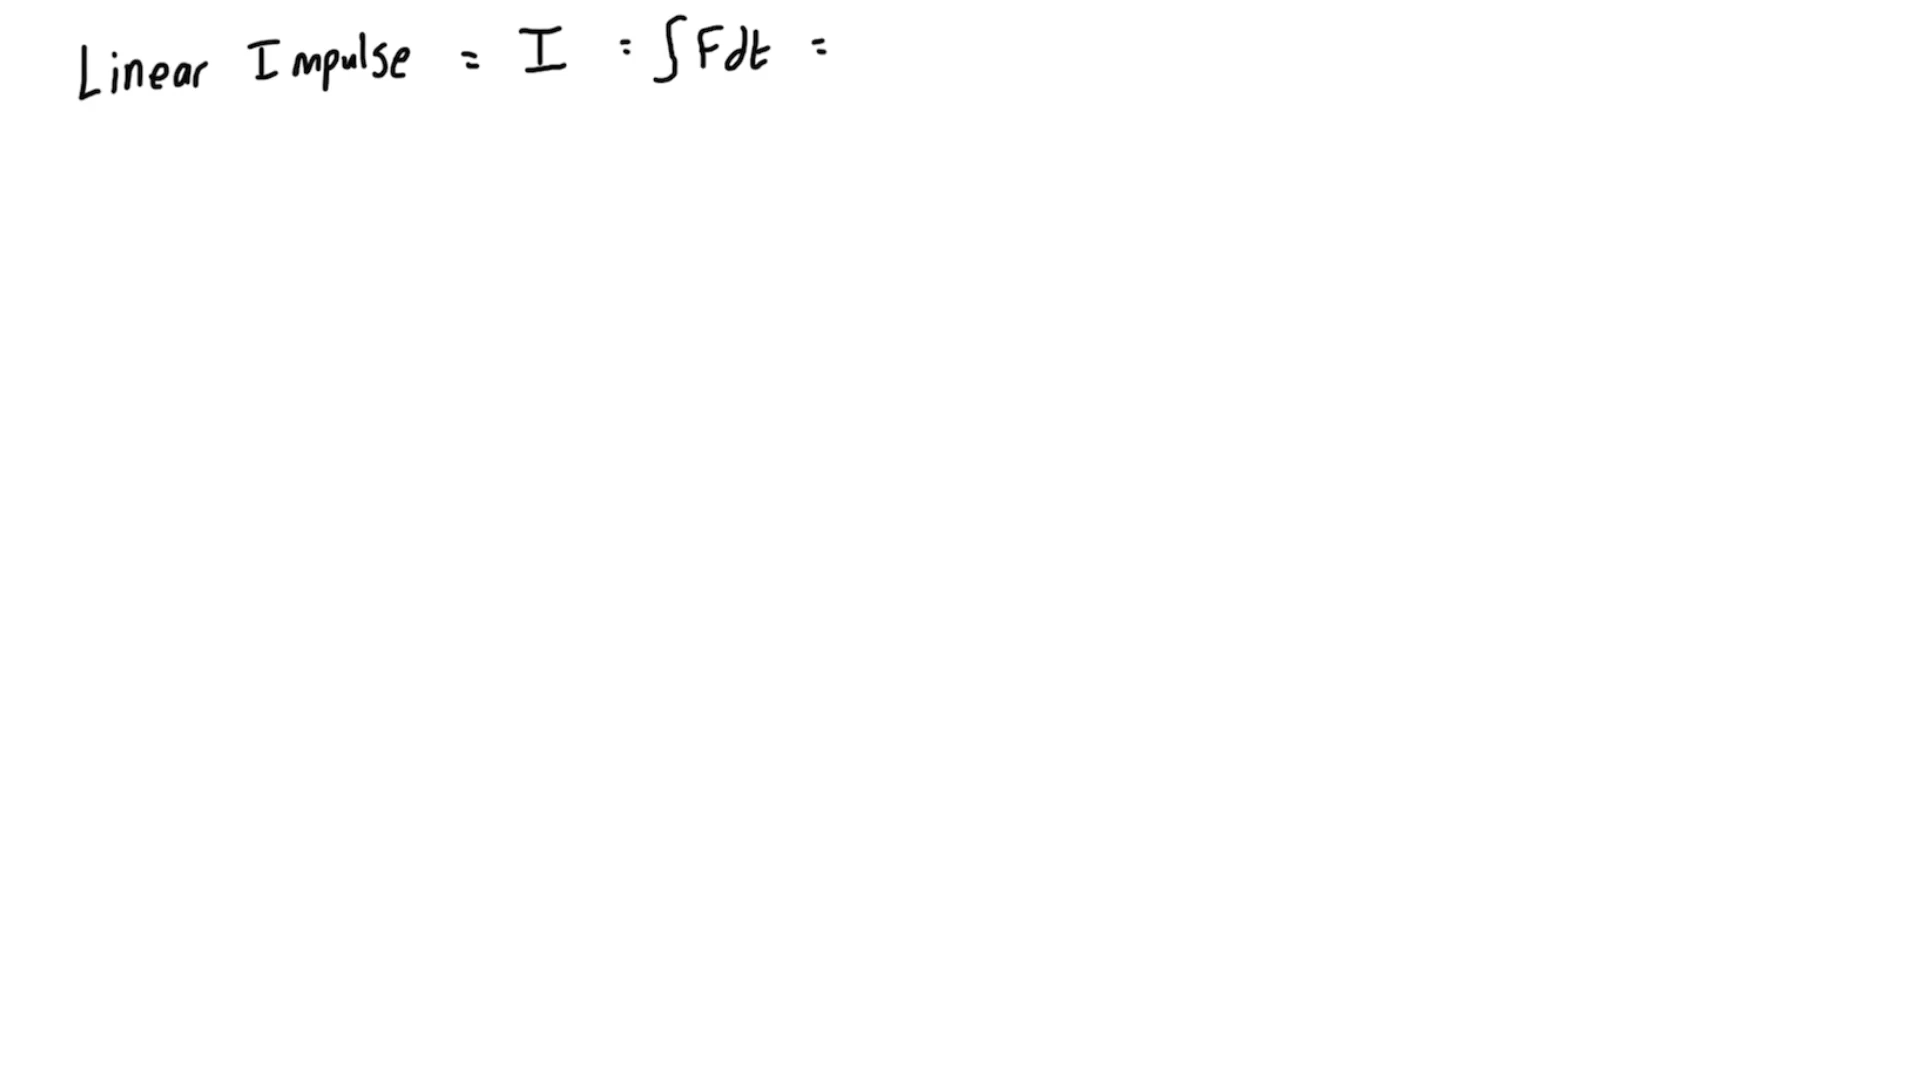 Linear Impulse = I = ∫Fdt =